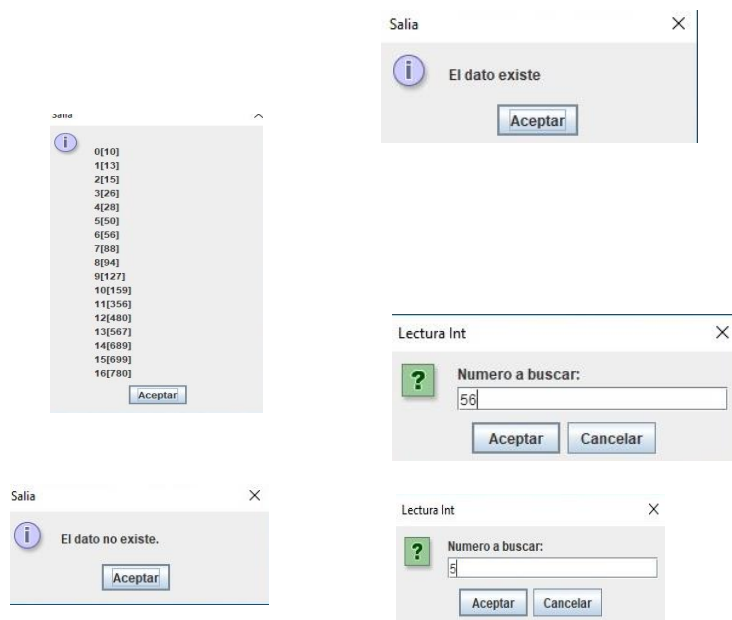 Salia
El dato existe
Aceptar
Salia
0[10]
1[13]
2[15]
3[26]
4[28]
5[50]
6[56]
7[88]
8[94]
9[127]
10[159]
11[356]
12[480]
13[567]
14[689]
15[699]
16[780]
Aceptar
Lectura Int
Numero a buscar:
56
Aceptar Cancelar
Salia
El dato no existe.
Aceptar
Lectura Int
Numero a buscar:
5
Aceptar Cancelar